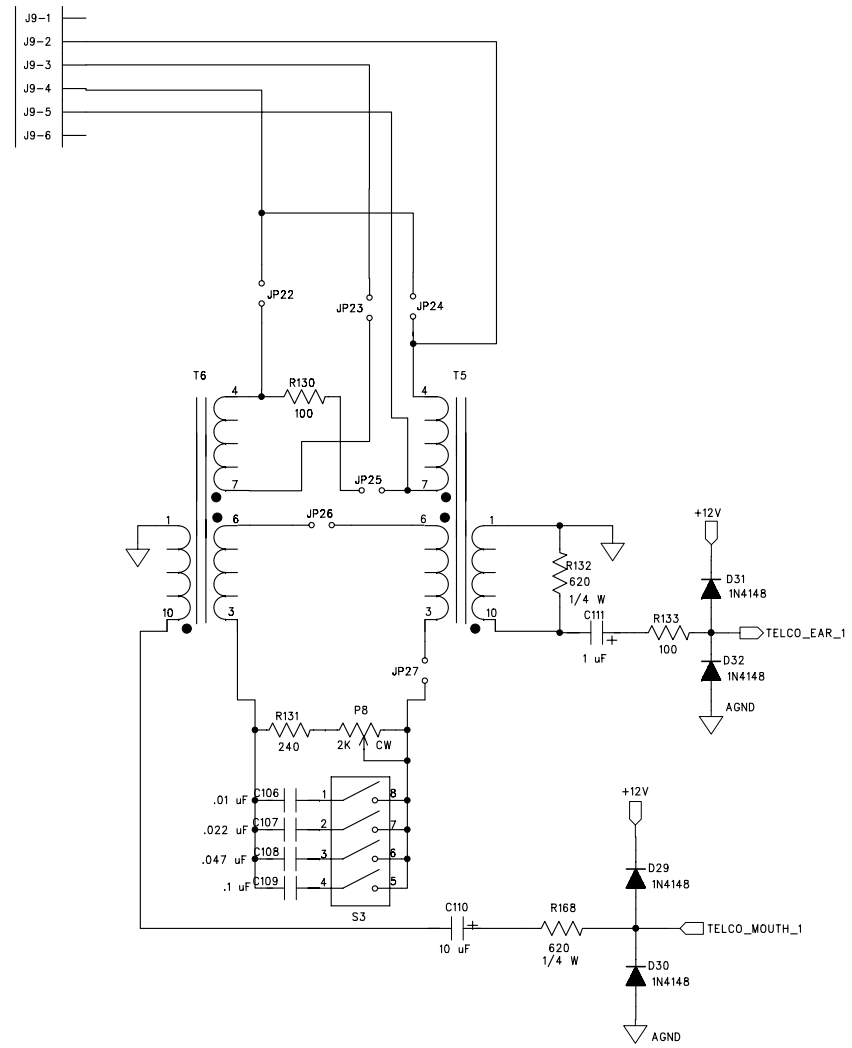 J9-1
J9-2
J9-3
J9-4
J9-5
J9-6
JP22
JP23
JP24
T6
T5
4
R130
100
4
7
JP25
7
JP26
1
6
6
1
+12V
R132
620
1/4 W
D31
1N4148
10
3
3
10
C111
+
1 uF
R133
100
TELCO_EAR_1
D32
1N4148
JP27
AGND
R131
240
P8
2K
CW
.01 uF
C106
1
8
.022 uF
C107
2
7
.047 uF
C108
3
6
.1 uF
C109
4
5
S3
+12V
D29
1N4148
C110
+
10 uF
R168
620
1/4 W
TELCO_MOUTH_1
D30
1N4148
AGND